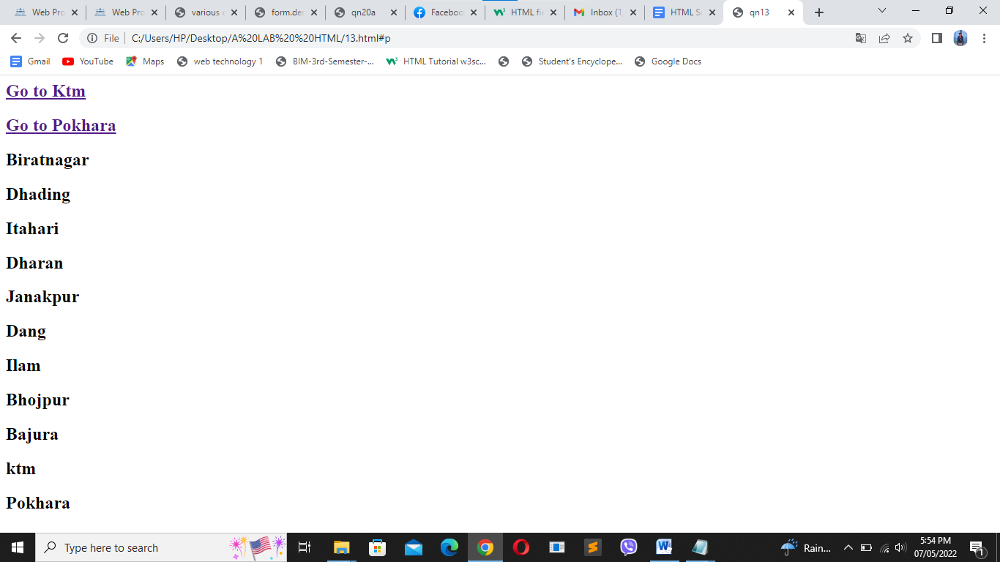 Web Pro
Web Pro
various
form.de
qn20a
Faceboo
HTML fie
Inbox (1
HTML S
qn13
File
C:/Users/HP/Desktop/A%20LAB%20%20HTML/13.html#p
Gmail
YouTube
Maps
web technology 1
BIM-3rd-Semester-...
HTML Tutorial w3sc...
Student's Encyclope...
Google Docs
Go to Ktm
Go to Pokhara
Biratnagar
Dhading
Itahari
Dharan
Janakpur
Dang
Ilam
Bhojpur
Bajura
ktm
Pokhara
Type here to search
Rain...
5:54 PM
07/05/2022
1